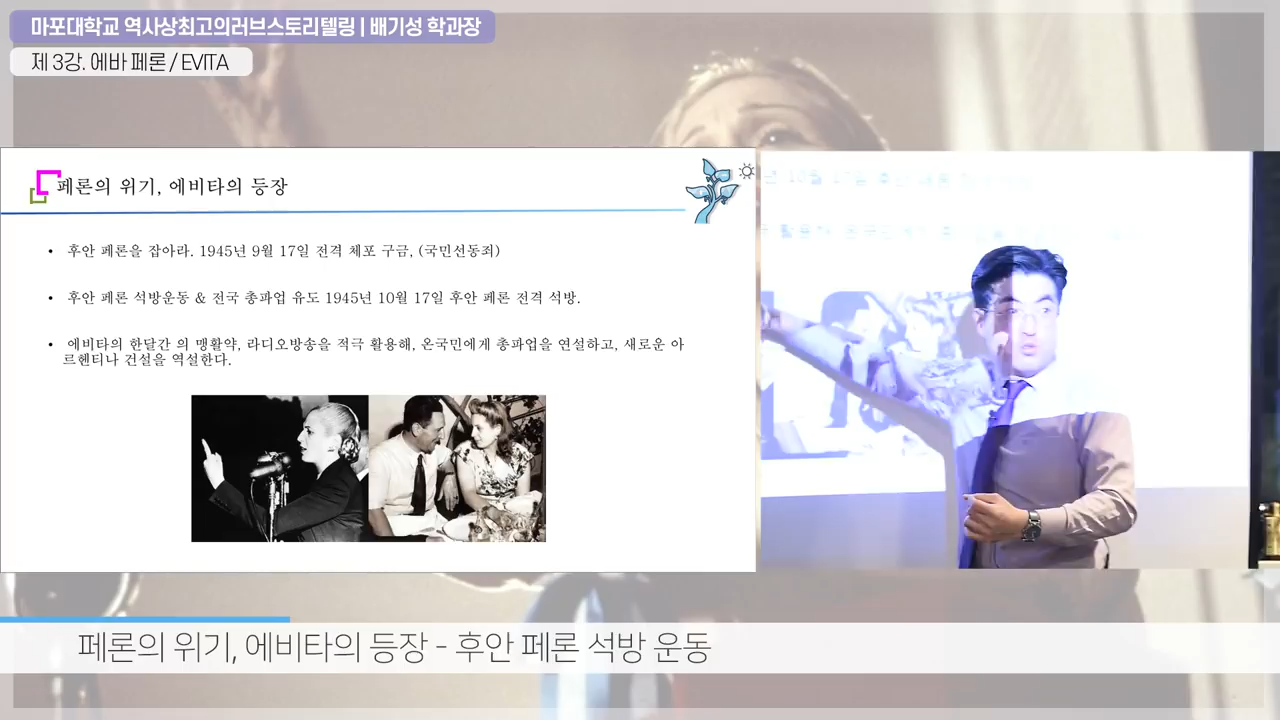 마포대학교 역사상최고의러브스토리텔링 | 배기성 학과장
제 3강. 에바 페론 / EVITA
페론의 위기, 에비타의 등장
• 후안 페론을 잡아라. 1945년 9월 17일 전격 체포 구금, (국민선동죄)
• 후안 페론 석방운동 & 전국 총파업 유도 1945년 10월 17일 후안 페론 전격 석방.
• 에비타의 한달간 의 맹활약, 라디오방송을 적극 활용해, 온국민에게 총파업을 연설하고, 새로운 아
르헨티나 건설을 역설한다.
페론의 위기, 에비타의 등장 - 후안 페론 석방 운동